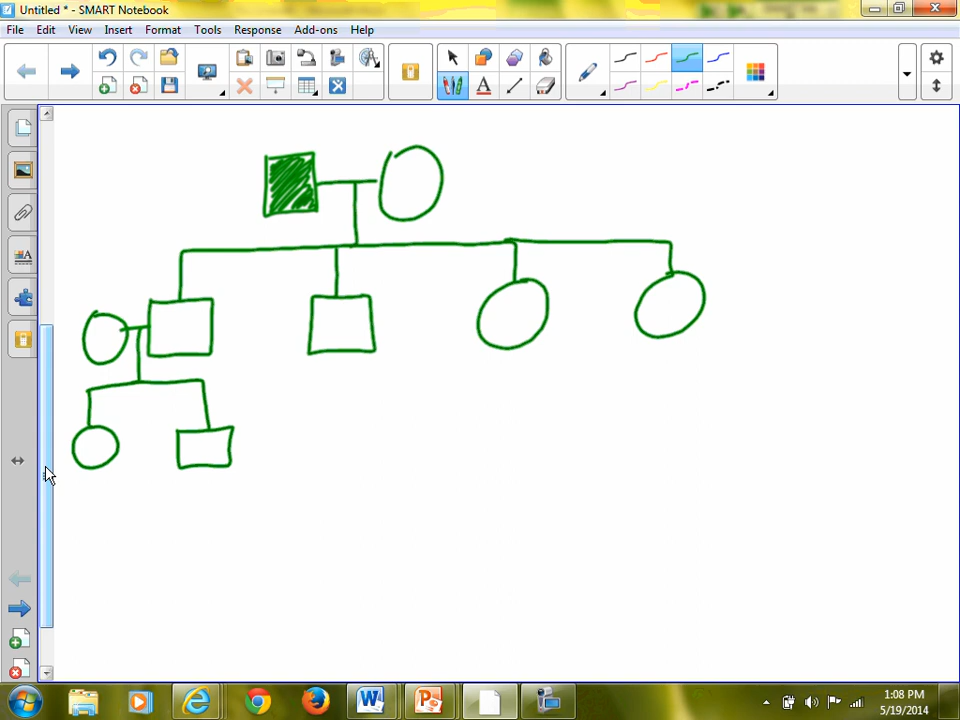 Untitled * - SMART Notebook
File Edit View Insert Format Tools Response Add-ons Help
1:08 PM
5/19/2014